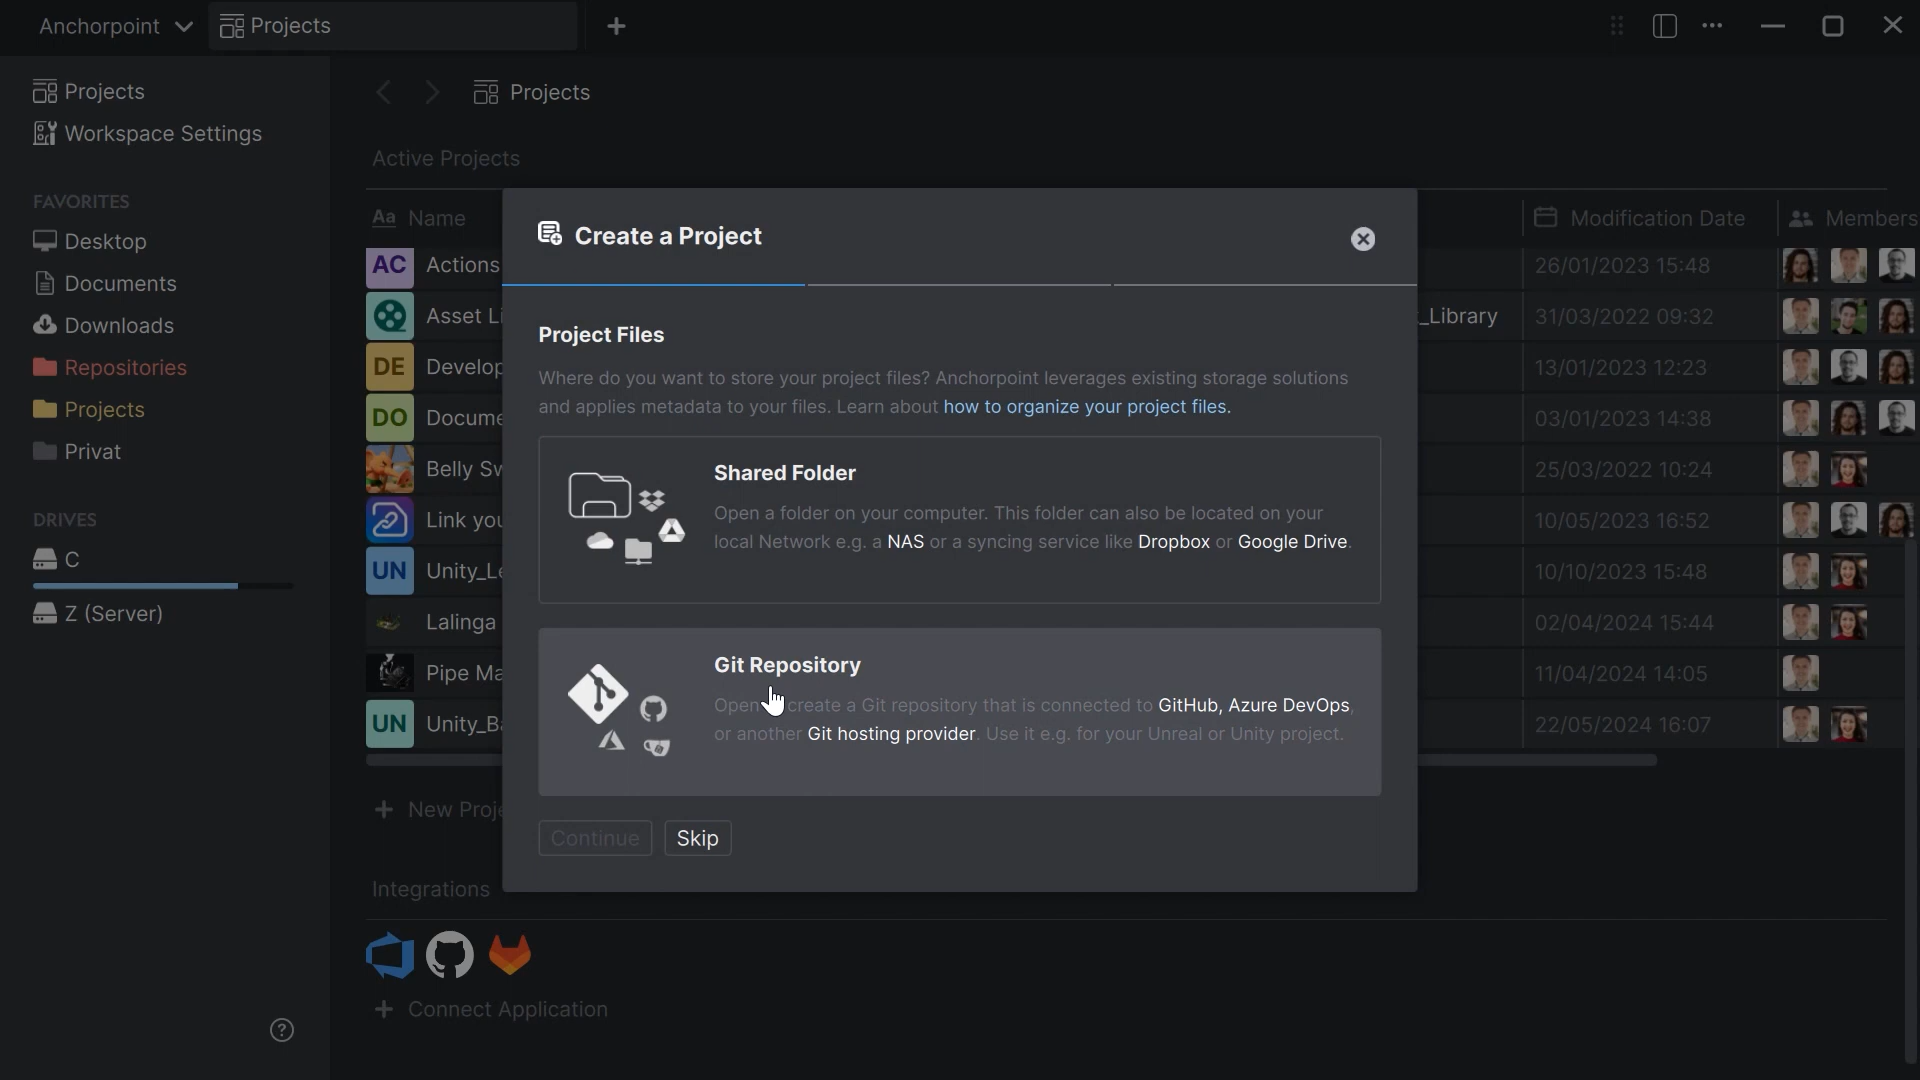 Anchorpoint
Projects
Projects
Workspace Settings
FAVORITES
Desktop
Documents
Downloads
Repositories
Projects
Privat
DRIVES
C
Z (Server)
Projects
Active Projects
Aa Name
Modification Date
Members
AC Actions
26/01/2023 15:48
Asset Li
_Library
31/03/2022 09:32
DE Develop
13/01/2023 12:23
DO Docume
03/01/2023 14:38
Belly Sw
25/03/2022 10:24
Link you
10/05/2023 16:52
UN Unity_Le
10/10/2023 15:48
Lalinga
02/04/2024 15:44
Pipe Ma
11/04/2024 14:05
UN Unity_Ba
22/05/2024 16:07
New Proje
Integrations
Connect Application
Create a Project
Project Files
Where do you want to store your project files? Anchorpoint leverages existing storage solutions
and applies metadata to your files. Learn about how to organize your project files.
Shared Folder
Open a folder on your computer. This folder can also be located on your
local Network e.g. a NAS or a syncing service like Dropbox or Google Drive.
Git Repository
Open create a Git repository that is connected to GitHub, Azure DevOps,
or another Git hosting provider. Use it e.g. for your Unreal or Unity project.
Continue
Skip